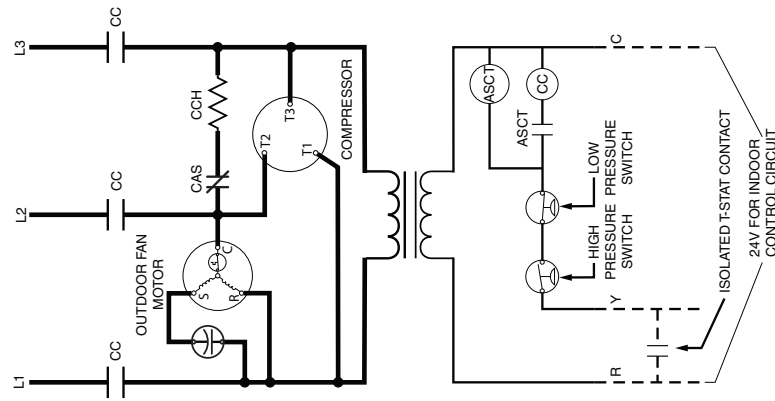 L3
CC
CCH
T3
COMPRESSOR
T2
T1
L2
CC
CAS
C
S
R
OUTDOOR FAN
MOTOR
L1
CC
C
ASCT
CC
ASCT
LOW
PRESSURE
SWITCH
HIGH
PRESSURE
SWITCH
Y
R
ISOLATED T-STAT CONTACT
24V FOR INDOOR
CONTROL CIRCUIT